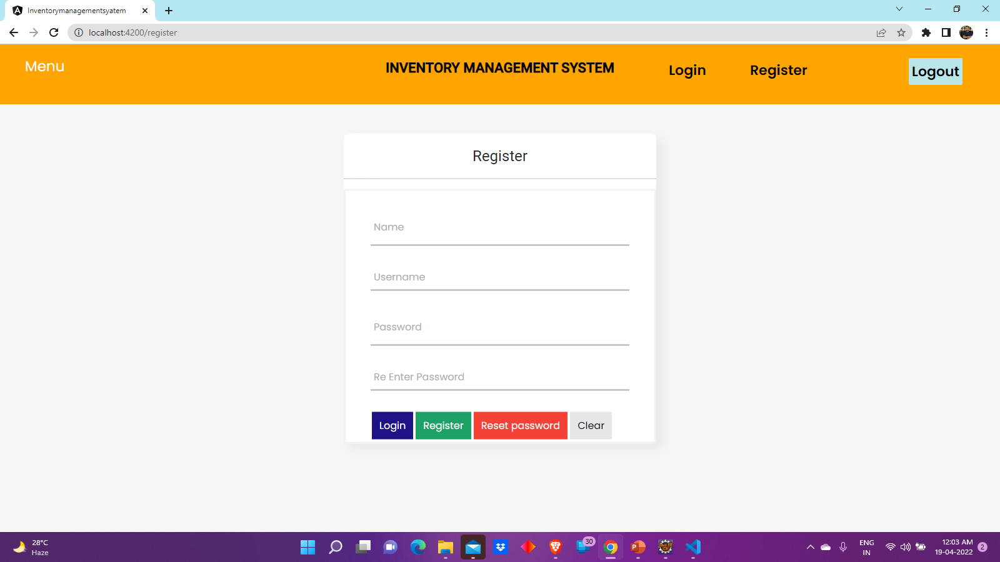 Inventorymanagementsyatem
localhost:4200/register
Menu
INVENTORY MANAGEMENT SYSTEM
Login
Register
Logout
Register
Name
Username
Password
Re Enter Password
Login
Register
Reset password
Clear
28°C
Haze
30
ENG
IN
12:03 AM
19-04-2022
2